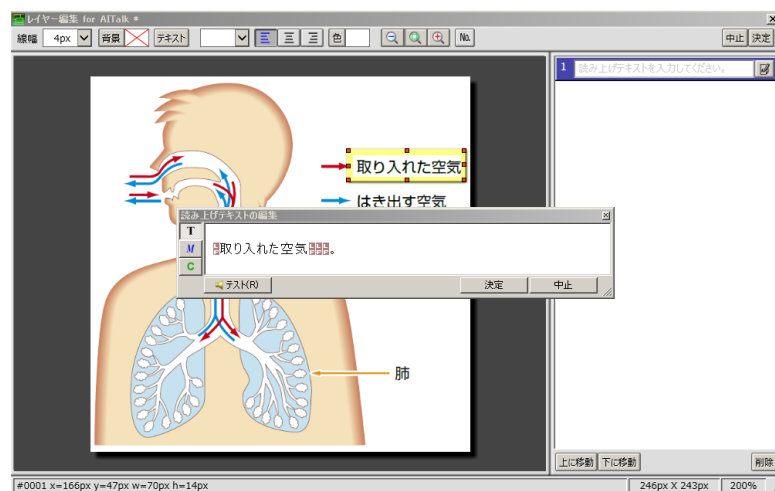 レイヤー編集 for AITalk *
線幅 4px 背景 テキスト 色 No. 中止 決定
1 読み上げテキストを入力してください。
取り入れた空気
はき出す空気
読み上げテキストの編集
T
M
C
取り入れた空気。
テスト(R) 決定 中止
肺
上に移動 下に移動 削除
#0001 x=166px y=47px w=70px h=14px 246px X 243px 200%